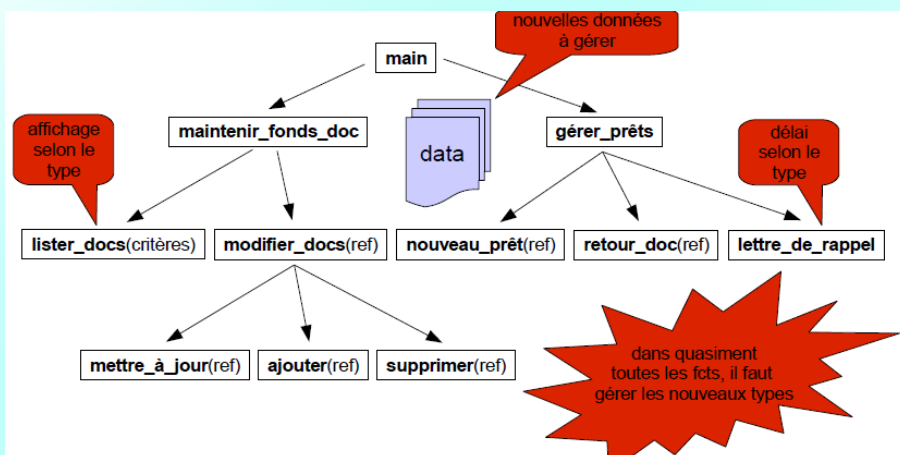 nouvelles données
à gérer
main
affichage
selon le
type
maintenir_fonds_doc
data
gérer_prêts
délai
selon le
type
lister_docs(critères)
modifier_docs(ref)
nouveau_prêt(ref)
retour_doc(ref)
lettre_de_rappel
mettre_à_jour(ref)
ajouter(ref)
supprimer(ref)
dans quasiment
toutes les fcts, il faut
gérer les nouveaux types